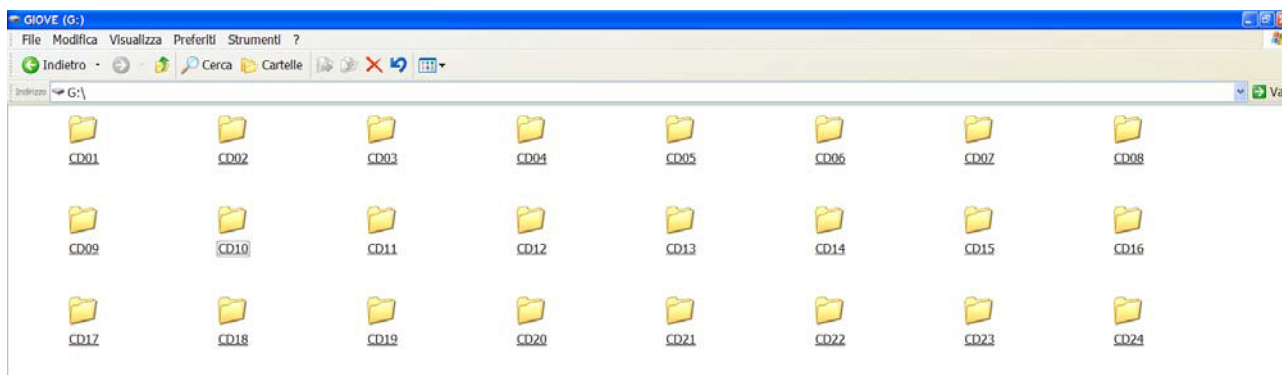 GIOVE (G:)
File Modifica Visualizza Preferiti Strumenti ?
Indietro Cerca Cartelle
Indirizzo G:\ Va
CD01 CD02 CD03 CD04 CD05 CD06 CD07 CD08
CD09 CD10 CD11 CD12 CD13 CD14 CD15 CD16
CD17 CD18 CD19 CD20 CD21 CD22 CD23 CD24